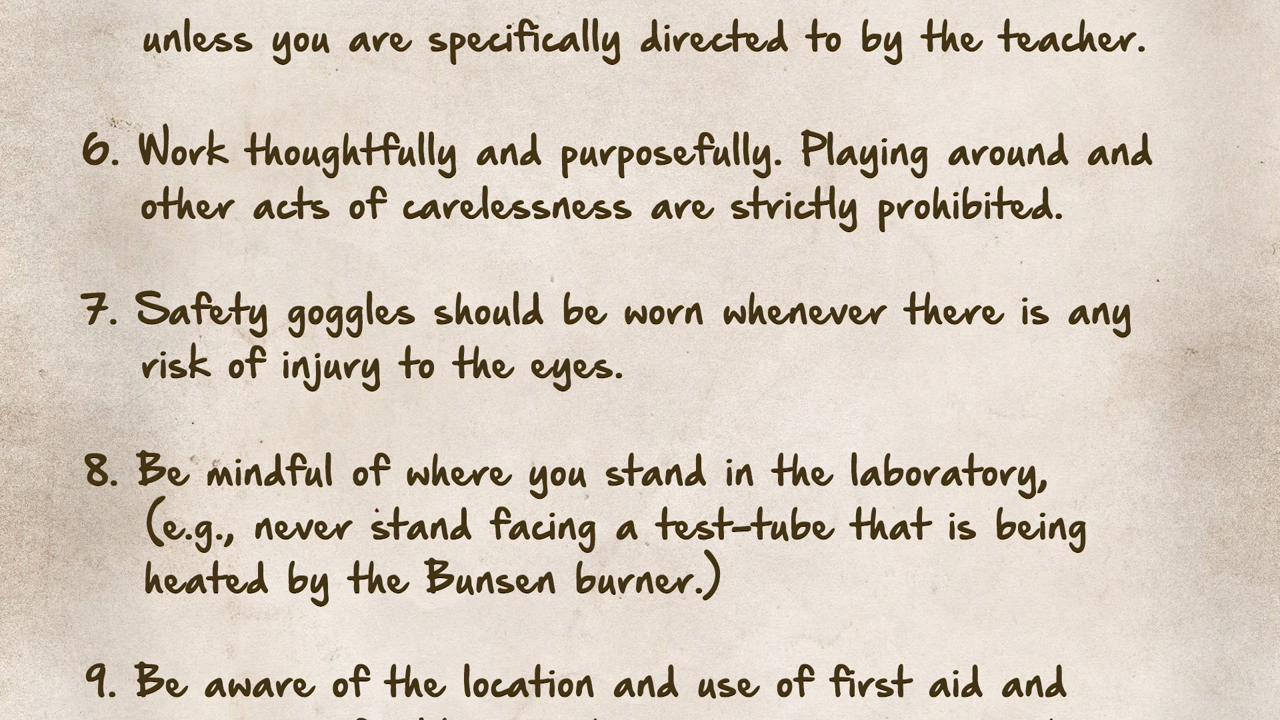 unless you are specifically directed to by the teacher.
6. Work thoughtfully and purposefully. Playing around and
other acts of carelessness are strictly prohibited.
7. Safety goggles should be worn whenever there is any
risk of injury to the eyes.
8. Be mindful of where you stand in the laboratory,
(e.g., never stand facing a test-tube that is being
heated by the Bunsen burner.)
9. Be aware of the location and use of first aid and